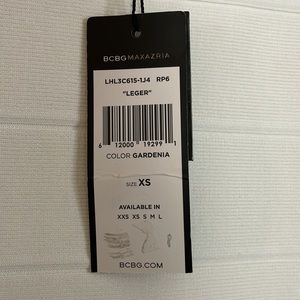 BCBGMAXAZRIA
LHL3C615-1J4 RP6
"LEGER"
6 12000 19299 1
COLOR GARDENIA
SIZE XS
AVAILABLE IN
XXS XS S M L
BCBG.COM